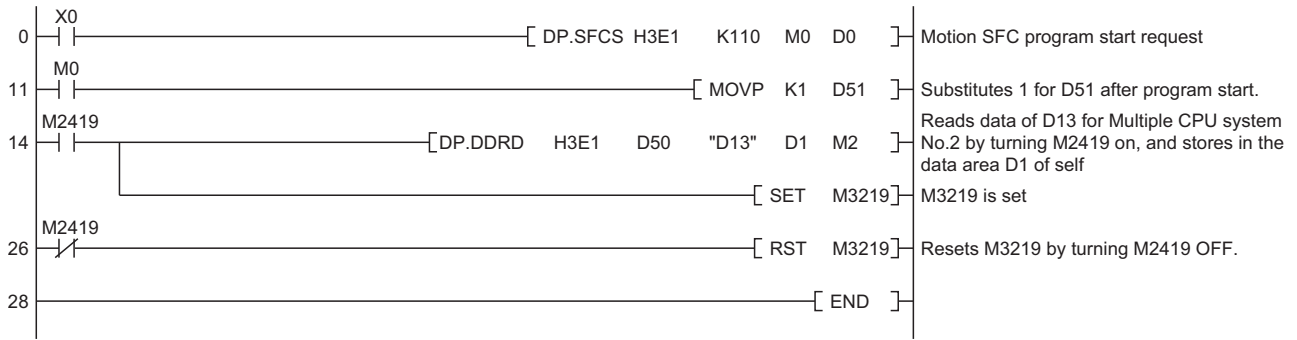 X0
0 [ DP.SFCS H3E1 K110 M0 D0 ] Motion SFC program start request
M0
11 [ MOVP K1 D51 ] Substitutes 1 for D51 after program start.
M2419
14 [ DP.DDRD H3E1 D50 "D13" D1 M2 ] Reads data of D13 for Multiple CPU system
No.2 by turning M2419 on, and stores in the
data area D1 of self
[ SET M3219 ] M3219 is set
M2419
26 [ RST M3219 ] Resets M3219 by turning M2419 OFF.
28 [ END ]